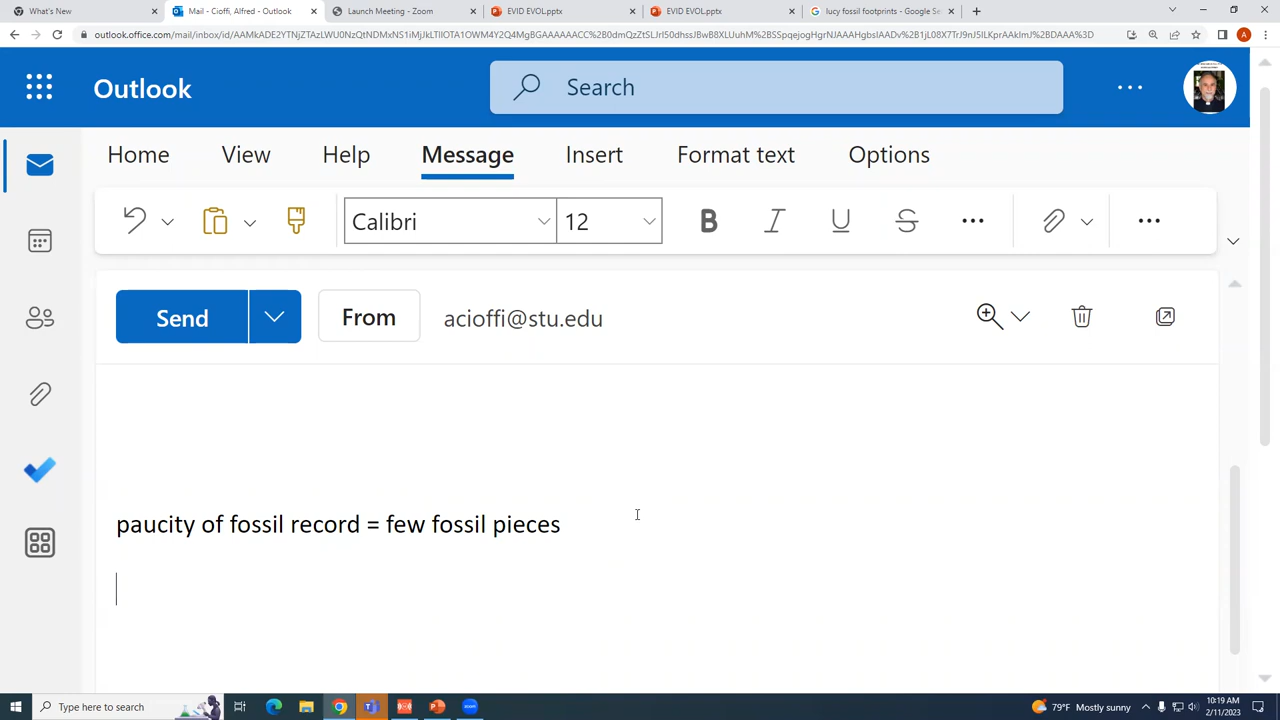 What's New
Mail - Cioffi, Alfred - Outlook
Launch Meeting - Zoom
EVID EVOL.pptx
EVID EVOL.pptx
lucy fossil footprints - Google Se
A
Outlook
Search
Home View Help Message Insert Format text Options
Calibri 12 B I U S
Send From acioffi@stu.edu
paucity of fossil record = few fossil pieces
Type here to search
79°F Mostly sunny
10:19 AM
2/11/2023